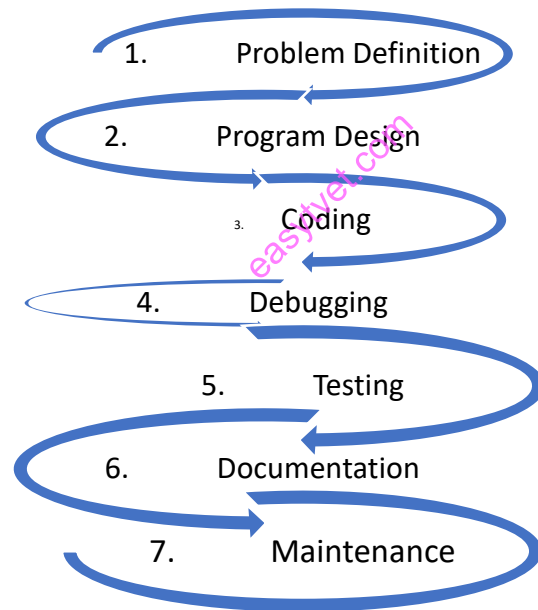 1. Problem Definition
2. Program Design
easytvet.com
3. Coding
4. Debugging
5. Testing
6. Documentation
7. Maintenance